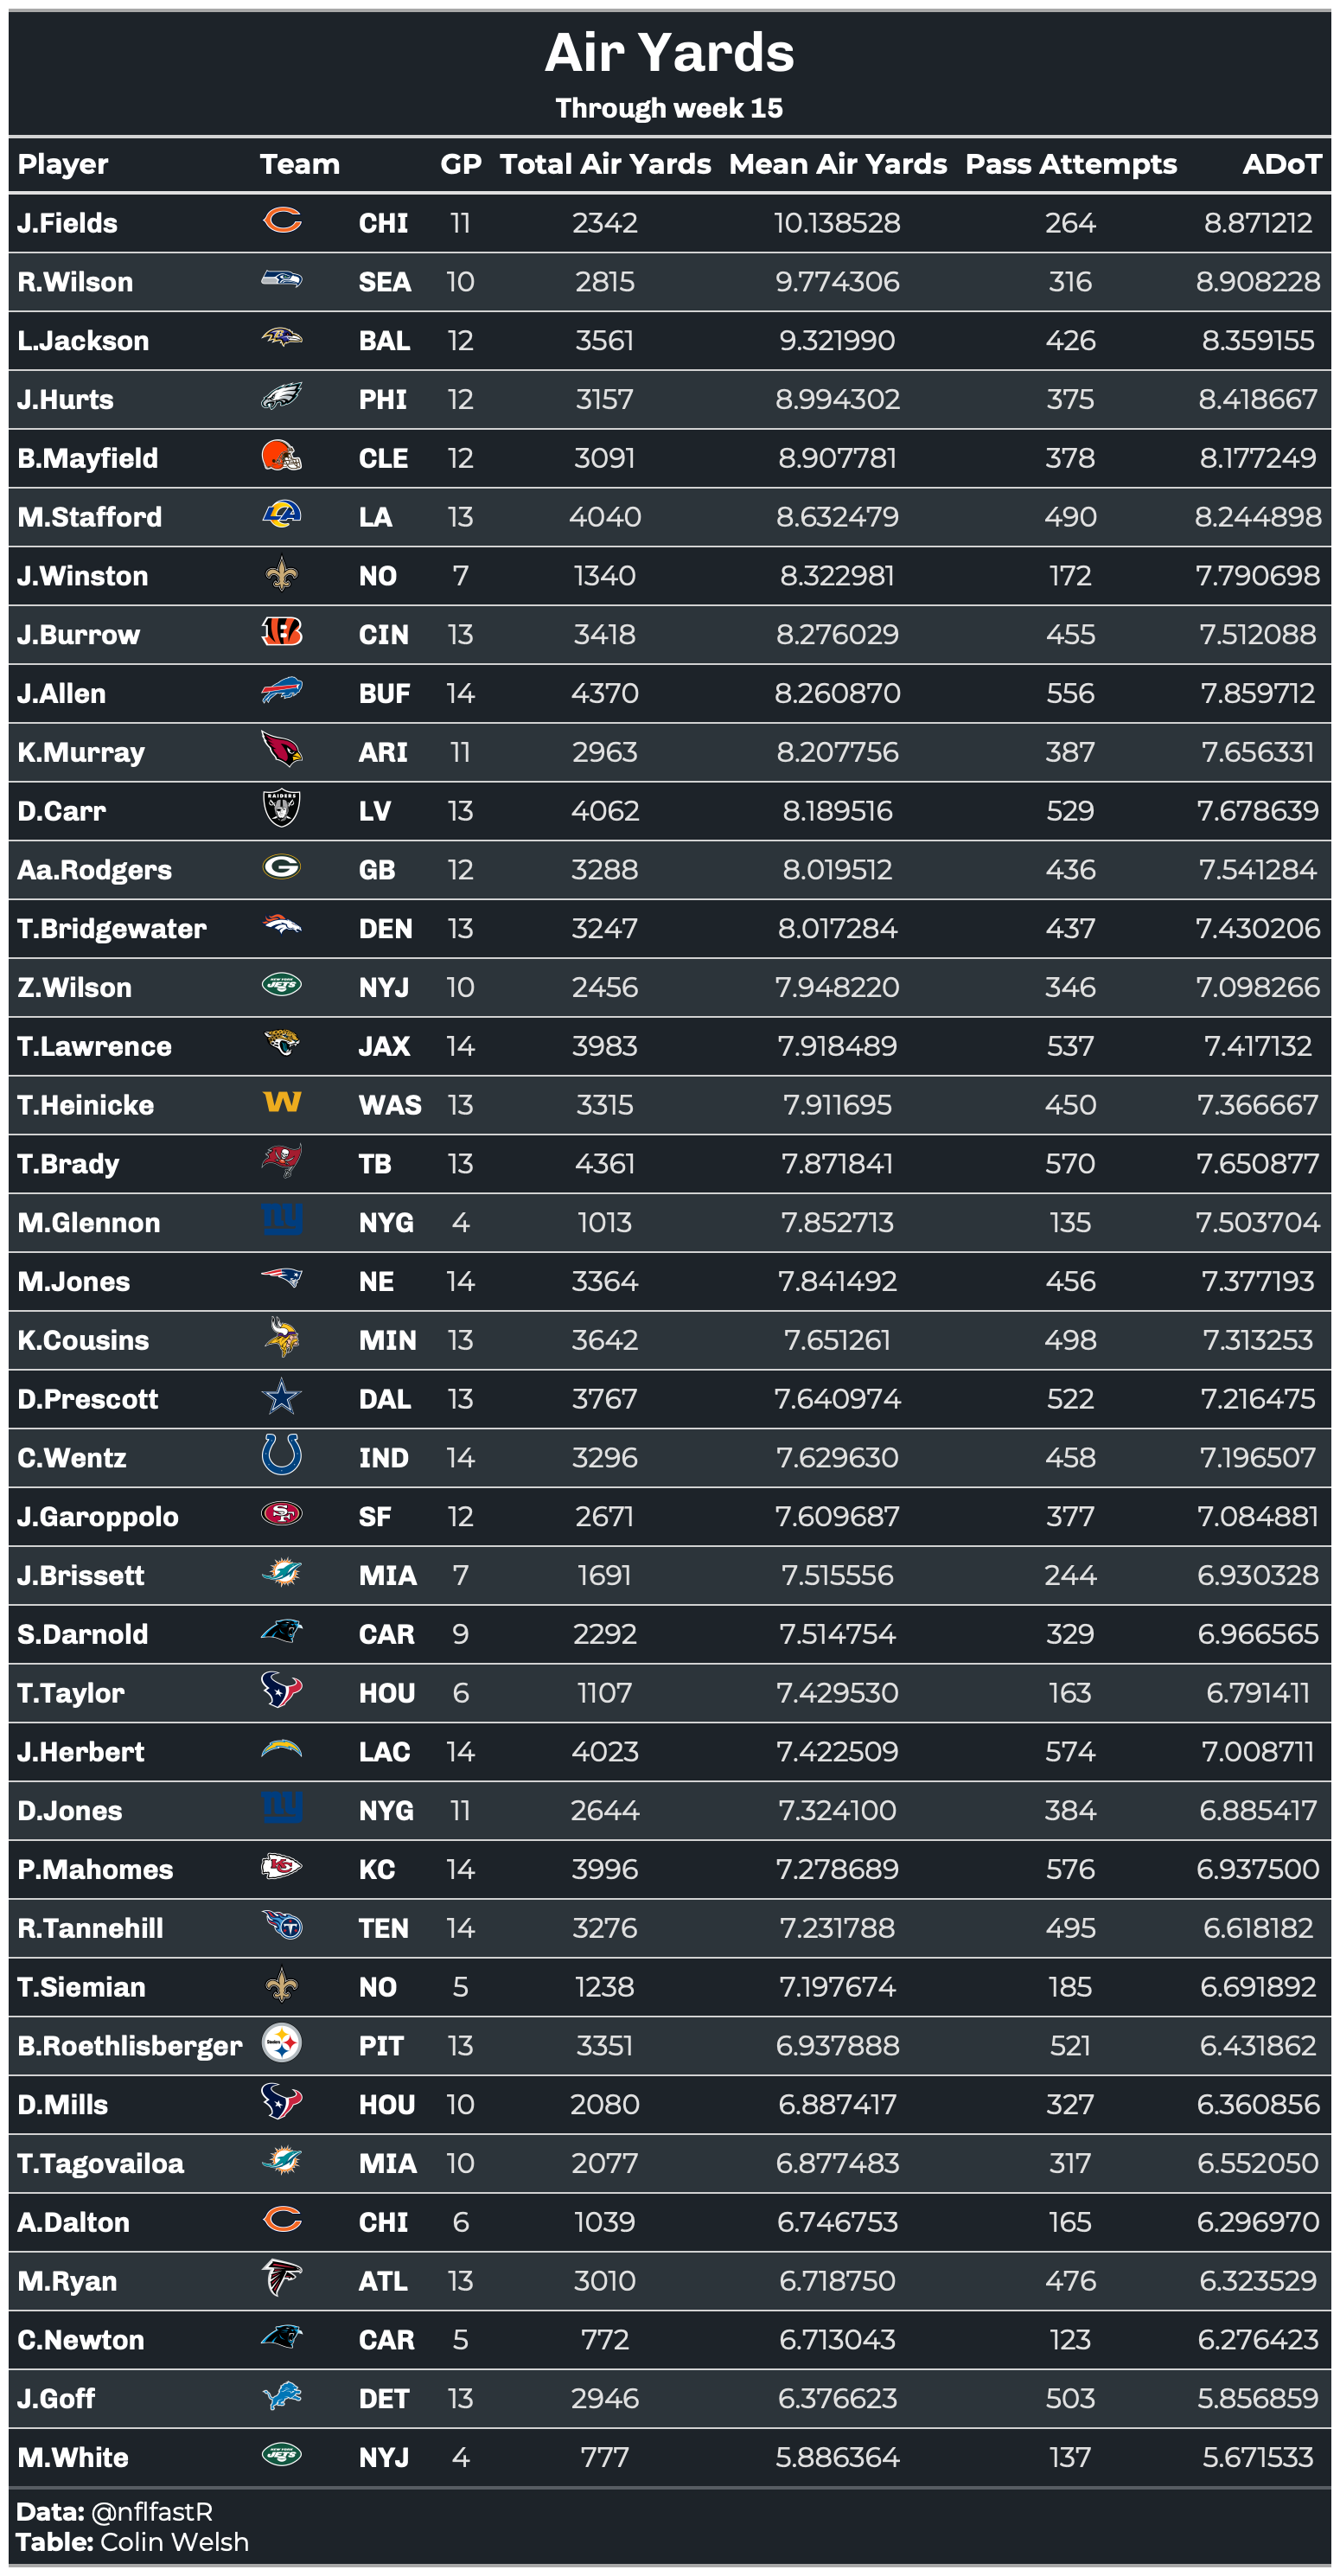 Air Yards
Through week 15
Player Team GP Total Air Yards Mean Air Yards Pass Attempts ADoT
J.Fields CHI 11 2342 10.138528 264 8.871212
R.Wilson SEA 10 2815 9.774306 316 8.908228
L.Jackson BAL 12 3561 9.321990 426 8.359155
J.Hurts PHI 12 3157 8.994302 375 8.418667
B.Mayfield CLE 12 3091 8.907781 378 8.177249
M.Stafford LA 13 4040 8.632479 490 8.244898
J.Winston NO 7 1340 8.322981 172 7.790698
J.Burrow CIN 13 3418 8.276029 455 7.512088
J.Allen BUF 14 4370 8.260870 556 7.859712
K.Murray ARI 11 2963 8.207756 387 7.656331
D.Carr LV 13 4062 8.189516 529 7.678639
Aa.Rodgers GB 12 3288 8.019512 436 7.541284
T.Bridgewater DEN 13 3247 8.017284 437 7.430206
Z.Wilson NYJ 10 2456 7.948220 346 7.098266
T.Lawrence JAX 14 3983 7.918489 537 7.417132
T.Heinicke WAS 13 3315 7.911695 450 7.366667
T.Brady TB 13 4361 7.871841 570 7.650877
M.Glennon NYG 4 1013 7.852713 135 7.503704
M.Jones NE 14 3364 7.841492 456 7.377193
K.Cousins MIN 13 3642 7.651261 498 7.313253
D.Prescott DAL 13 3767 7.640974 522 7.216475
C.Wentz IND 14 3296 7.629630 458 7.196507
J.Garoppolo SF 12 2671 7.609687 377 7.084881
J.Brissett MIA 7 1691 7.515556 244 6.930328
S.Darnold CAR 9 2292 7.514754 329 6.966565
T.Taylor HOU 6 1107 7.429530 163 6.791411
J.Herbert LAC 14 4023 7.422509 574 7.008711
D.Jones NYG 11 2644 7.324100 384 6.885417
P.Mahomes KC 14 3996 7.278689 576 6.937500
R.Tannehill TEN 14 3276 7.231788 495 6.618182
T.Siemian NO 5 1238 7.197674 185 6.691892
B.Roethlisberger PIT 13 3351 6.937888 521 6.431862
D.Mills HOU 10 2080 6.887417 327 6.360856
T.Tagovailoa MIA 10 2077 6.877483 317 6.552050
A.Dalton CHI 6 1039 6.746753 165 6.296970
M.Ryan ATL 13 3010 6.718750 476 6.323529
C.Newton CAR 5 772 6.713043 123 6.276423
J.Goff DET 13 2946 6.376623 503 5.856859
M.White NYJ 4 777 5.886364 137 5.671533
Data: @nflfastR
Table: Colin Welsh